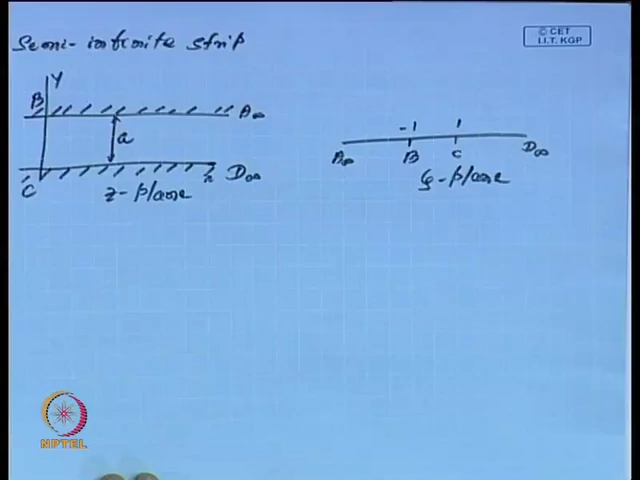 © CET
I.I.T. KGP
Semi-infinite strip
Y
B
A∞
a
C
x
D∞
z-plane
-1
1
A∞
B
C
D∞
ζ-plane
NPTEL